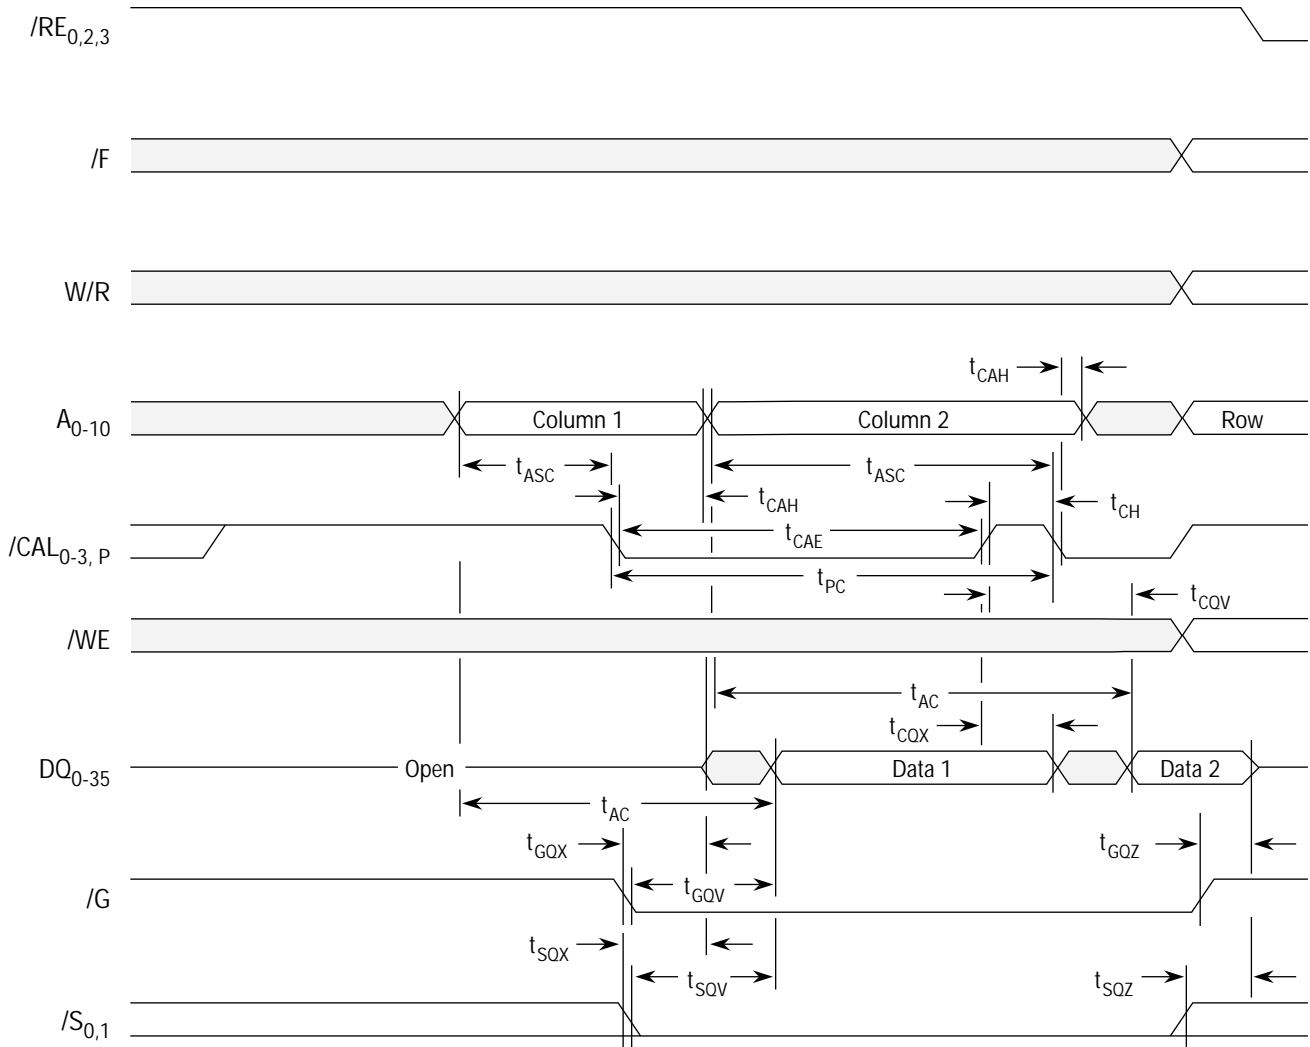 /RE0,2,3
/F
W/R
tCAH
A0-10 Column 1 Column 2 Row
tASC tASC
tCAH tCH
/CAL0-3, P tCAE
tPC
tCQV
/WE
tAC
tCQX
DQ0-35 Open Data 1 Data 2
tAC
tGQX tGQZ
/G tGQV
tSQX
tSQV tSQZ
/S0,1